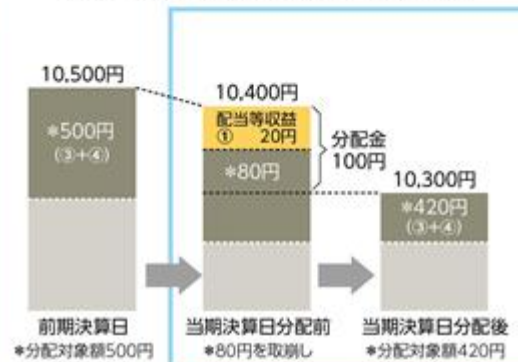 10,500円
*500円
(③+④)
前期決算日
*分配対象額500円
10,400円
配当等収益
① 20円
*80円
分配金
100円
当期決算日分配前
*80円を取崩し
10,300円
*420円
(③+④)
当期決算日分配後
*分配対象額420円